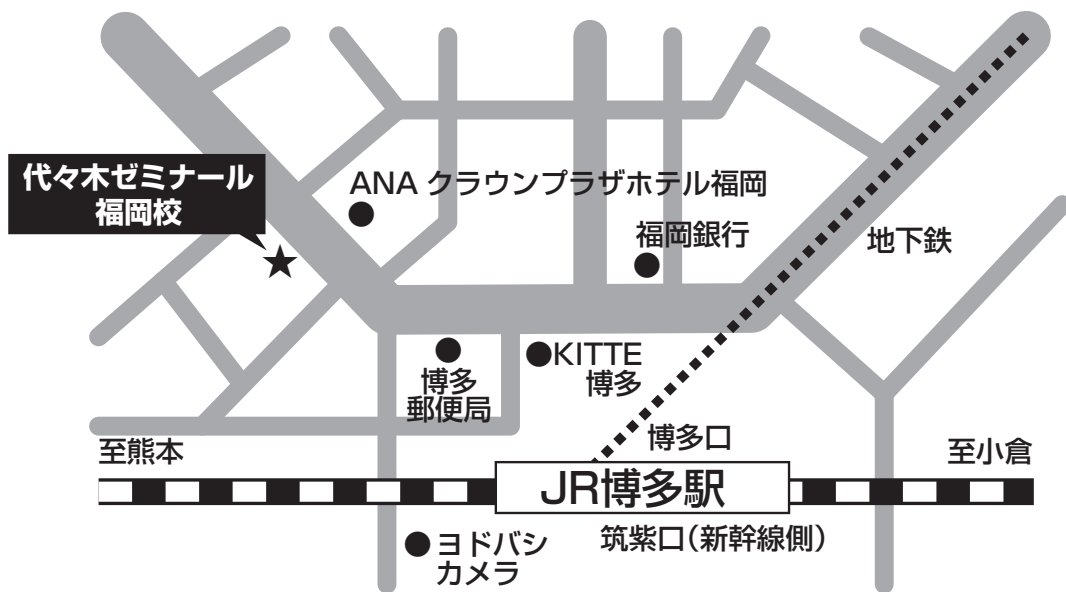 代々木ゼミナール
福岡校
ANA クラウンプラザホテル福岡
福岡銀行
地下鉄
KITTE
博多
博多
郵便局
博多口
至熊本
至小倉
JR博多駅
筑紫口(新幹線側)
ヨドバシ
カメラ